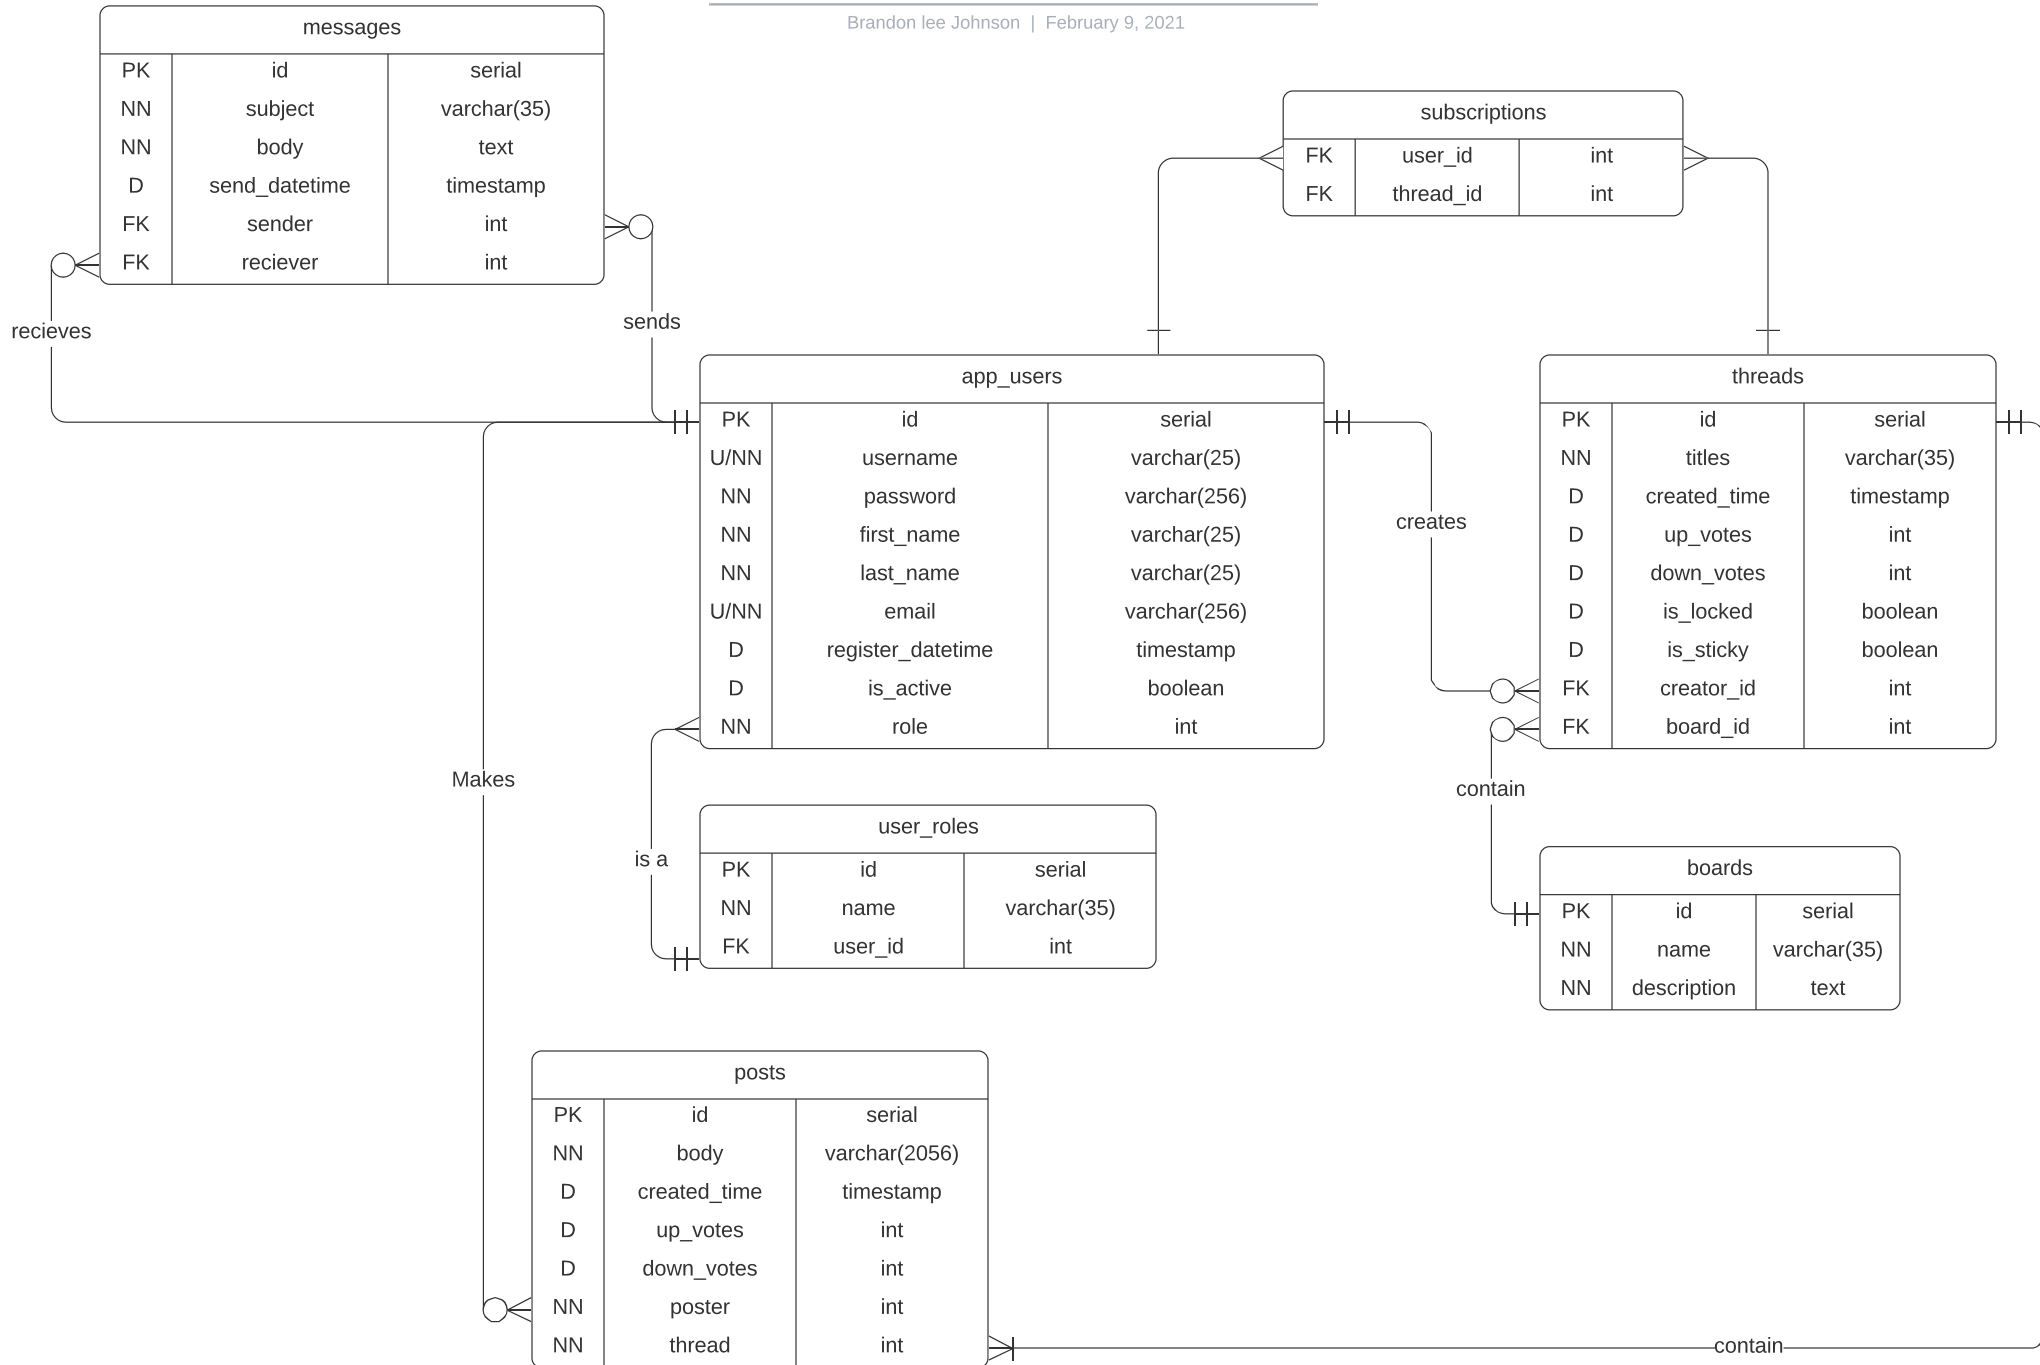 Brandon lee Johnson | February 9, 2021
messages
PK id serial
NN subject varchar(35)
NN body text
D send_datetime timestamp
FK sender int
FK reciever int
recieves
sends
subscriptions
FK user_id int
FK thread_id int
app_users
PK id serial
U/NN username varchar(25)
NN password varchar(256)
NN first_name varchar(25)
NN last_name varchar(25)
U/NN email varchar(256)
D register_datetime timestamp
D is_active boolean
NN role int
creates
threads
PK id serial
NN titles varchar(35)
D created_time timestamp
D up_votes int
D down_votes int
D is_locked boolean
D is_sticky boolean
FK creator_id int
FK board_id int
Makes
is a
contain
user_roles
PK id serial
NN name varchar(35)
FK user_id int
boards
PK id serial
NN name varchar(35)
NN description text
posts
PK id serial
NN body varchar(2056)
D created_time timestamp
D up_votes int
D down_votes int
NN poster int
NN thread int
contain